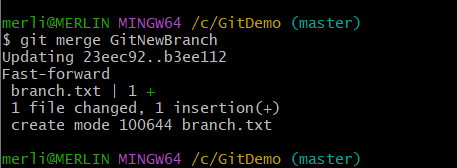 merli@MERLIN MINGW64 /c/GitDemo (master)
$ git merge GitNewBranch
Updating 23eec92..b3ee112
Fast-forward
 branch.txt | 1 +
 1 file changed, 1 insertion(+)
 create mode 100644 branch.txt
merli@MERLIN MINGW64 /c/GitDemo (master)